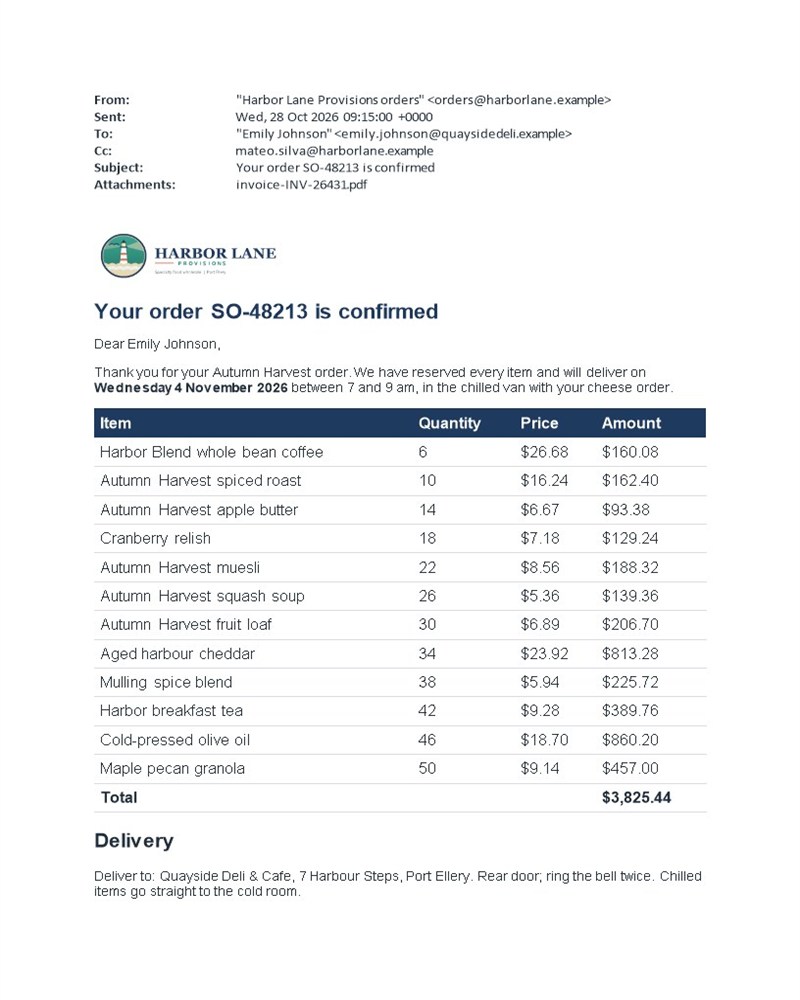 From: "Harbor Lane Provisions orders" <orders@harborlane.example>
Sent: Wed, 28 Oct 2026 09:15:00 +0000
To: "Emily Johnson" <emily.johnson@quaysidedeli.example>
Cc: mateo.silva@harborlane.example
Subject: Your order SO-48213 is confirmed
Attachments: invoice-INV-26431.pdf
HARBOR LANE
PROVISIONS
Specialty food wholesale | Port Ellery
Your order SO-48213 is confirmed
Dear Emily Johnson,
Thank you for your Autumn Harvest order. We have reserved every item and will deliver on
Wednesday 4 November 2026 between 7 and 9 am, in the chilled van with your cheese order.
Item Quantity Price Amount
Harbor Blend whole bean coffee 6 $26.68 $160.08
Autumn Harvest spiced roast 10 $16.24 $162.40
Autumn Harvest apple butter 14 $6.67 $93.38
Cranberry relish 18 $7.18 $129.24
Autumn Harvest muesli 22 $8.56 $188.32
Autumn Harvest squash soup 26 $5.36 $139.36
Autumn Harvest fruit loaf 30 $6.89 $206.70
Aged harbour cheddar 34 $23.92 $813.28
Mulling spice blend 38 $5.94 $225.72
Harbor breakfast tea 42 $9.28 $389.76
Cold-pressed olive oil 46 $18.70 $860.20
Maple pecan granola 50 $9.14 $457.00
Total $3,825.44
Delivery
Deliver to: Quayside Deli & Cafe, 7 Harbour Steps, Port Ellery. Rear door; ring the bell twice. Chilled
items go straight to the cold room.